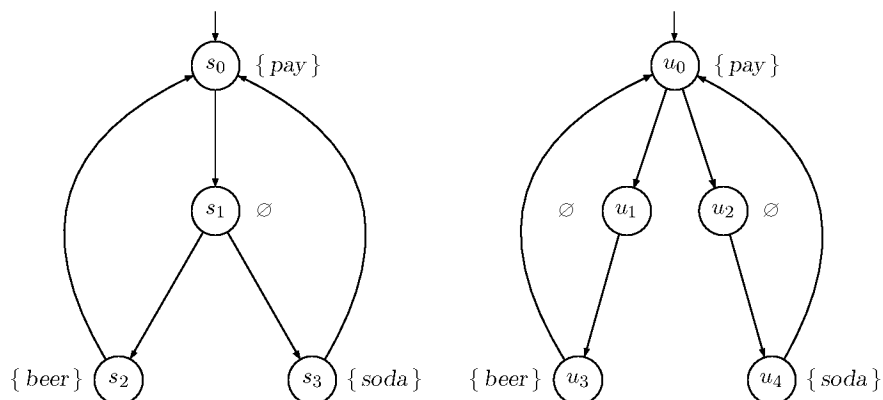 s₀ { pay } u₀ { pay }
s₁ ∅ ∅ u₁ u₂ ∅
{ beer } s₂ s₃ { soda } { beer } u₃ u₄ { soda }